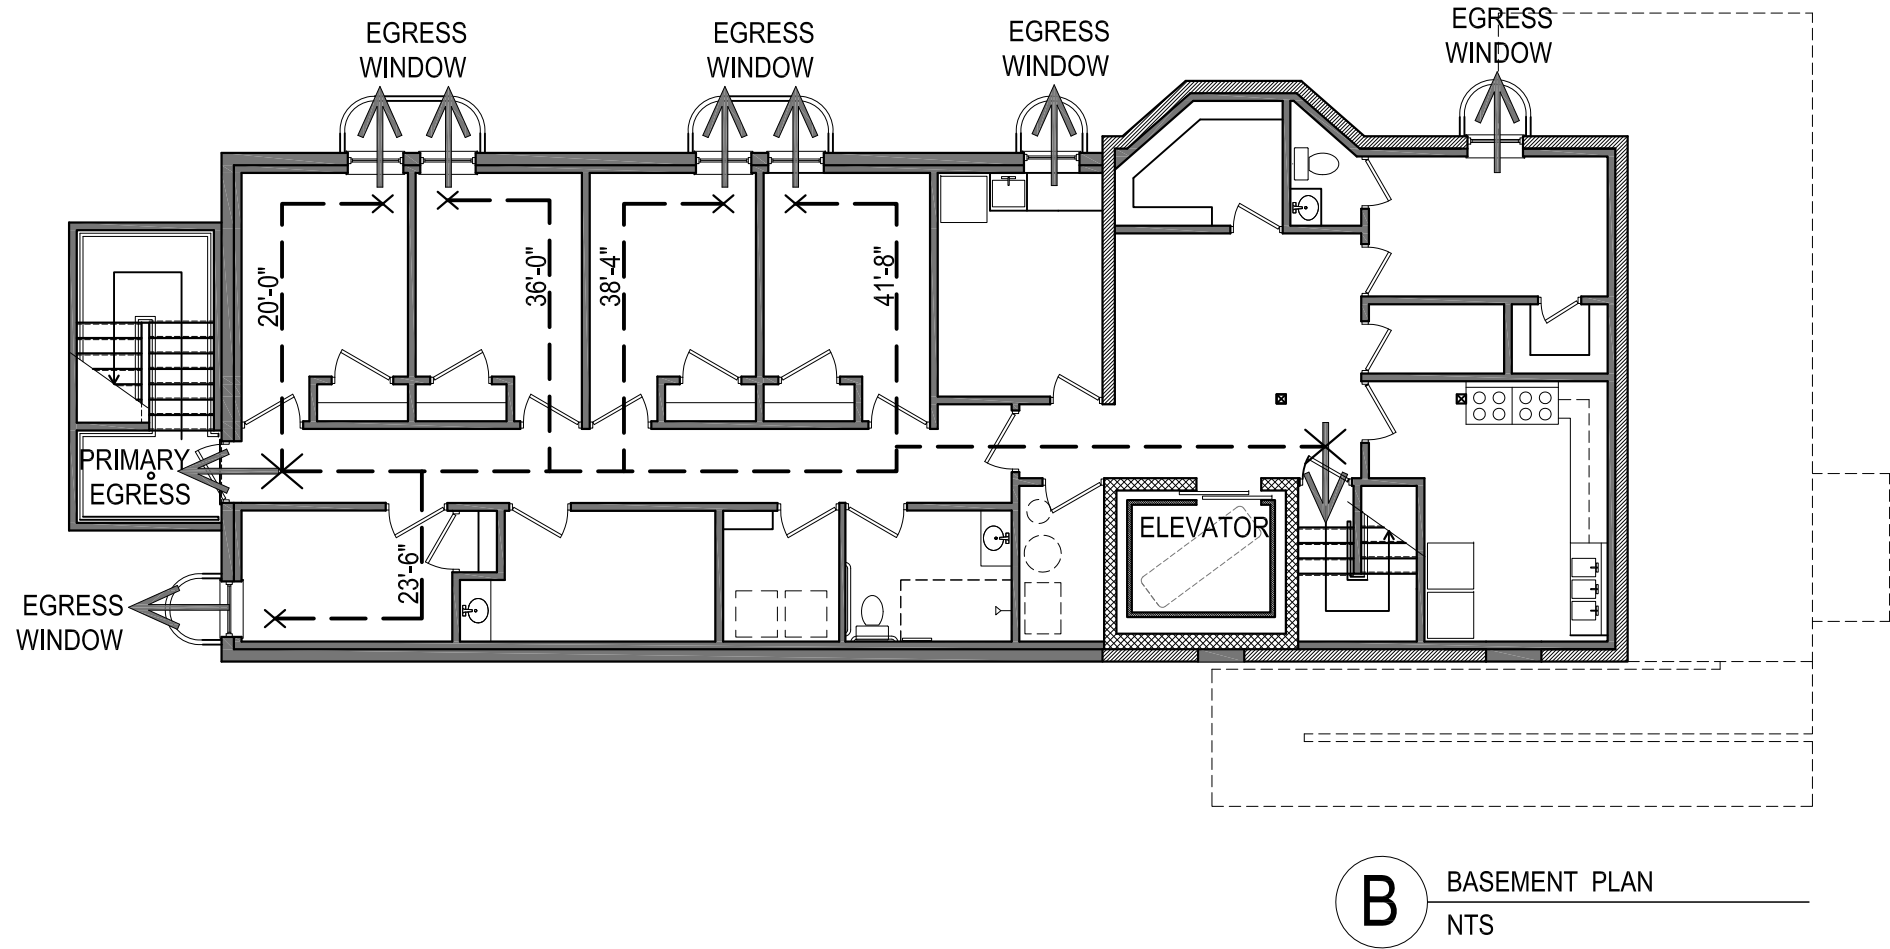 EGRESS
WINDOW
EGRESS
WINDOW
EGRESS
WINDOW
EGRESS
WINDOW
20'-0"
36'-0"
38'-4"
41'-8"
PRIMARY
EGRESS
ELEVATOR
23'-6"
EGRESS
WINDOW
B
BASEMENT PLAN
NTS